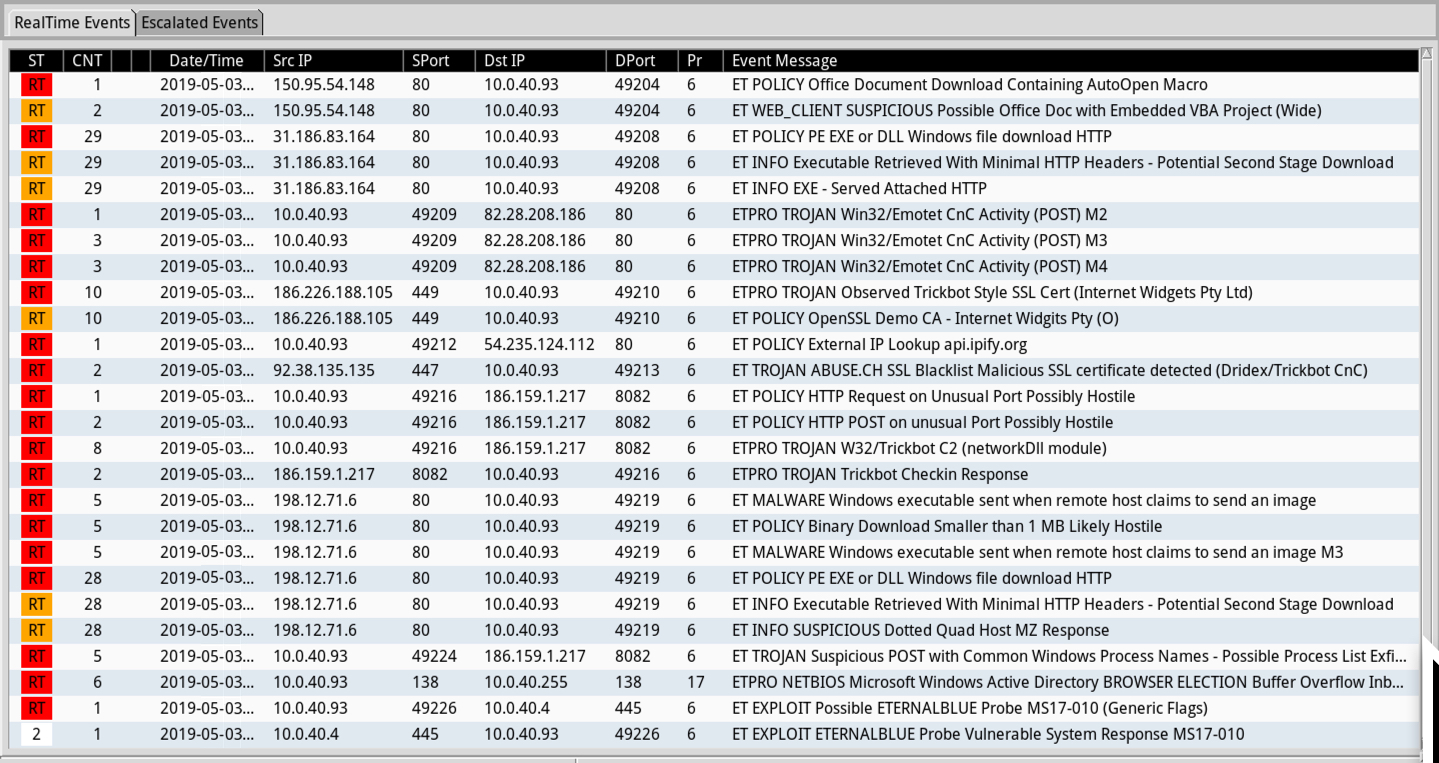 RealTime Events Escalated Events
ST CNT Date/Time Src IP SPort Dst IP DPort Pr Event Message
RT 1 2019-05-03... 150.95.54.148 80 10.0.40.93 49204 6 ET POLICY Office Document Download Containing AutoOpen Macro
RT 2 2019-05-03... 150.95.54.148 80 10.0.40.93 49204 6 ET WEB_CLIENT SUSPICIOUS Possible Office Doc with Embedded VBA Project (Wide)
RT 29 2019-05-03... 31.186.83.164 80 10.0.40.93 49208 6 ET POLICY PE EXE or DLL Windows file download HTTP
RT 29 2019-05-03... 31.186.83.164 80 10.0.40.93 49208 6 ET INFO Executable Retrieved With Minimal HTTP Headers - Potential Second Stage Download
RT 29 2019-05-03... 31.186.83.164 80 10.0.40.93 49208 6 ET INFO EXE - Served Attached HTTP
RT 1 2019-05-03... 10.0.40.93 49209 82.28.208.186 80 6 ETPRO TROJAN Win32/Emotet CnC Activity (POST) M2
RT 3 2019-05-03... 10.0.40.93 49209 82.28.208.186 80 6 ETPRO TROJAN Win32/Emotet CnC Activity (POST) M3
RT 3 2019-05-03... 10.0.40.93 49209 82.28.208.186 80 6 ETPRO TROJAN Win32/Emotet CnC Activity (POST) M4
RT 10 2019-05-03... 186.226.188.105 449 10.0.40.93 49210 6 ETPRO TROJAN Observed Trickbot Style SSL Cert (Internet Widgets Pty Ltd)
RT 10 2019-05-03... 186.226.188.105 449 10.0.40.93 49210 6 ET POLICY OpenSSL Demo CA - Internet Widgits Pty (O)
RT 1 2019-05-03... 10.0.40.93 49212 54.235.124.112 80 6 ET POLICY External IP Lookup api.ipify.org
RT 2 2019-05-03... 92.38.135.135 447 10.0.40.93 49213 6 ET TROJAN ABUSE.CH SSL Blacklist Malicious SSL certificate detected (Dridex/Trickbot CnC)
RT 1 2019-05-03... 10.0.40.93 49216 186.159.1.217 8082 6 ET POLICY HTTP Request on Unusual Port Possibly Hostile
RT 2 2019-05-03... 10.0.40.93 49216 186.159.1.217 8082 6 ET POLICY HTTP POST on unusual Port Possibly Hostile
RT 8 2019-05-03... 10.0.40.93 49216 186.159.1.217 8082 6 ETPRO TROJAN W32/Trickbot C2 (networkDll module)
RT 2 2019-05-03... 186.159.1.217 8082 10.0.40.93 49216 6 ETPRO TROJAN Trickbot Checkin Response
RT 5 2019-05-03... 198.12.71.6 80 10.0.40.93 49219 6 ET MALWARE Windows executable sent when remote host claims to send an image
RT 5 2019-05-03... 198.12.71.6 80 10.0.40.93 49219 6 ET POLICY Binary Download Smaller than 1 MB Likely Hostile
RT 5 2019-05-03... 198.12.71.6 80 10.0.40.93 49219 6 ET MALWARE Windows executable sent when remote host claims to send an image M3
RT 28 2019-05-03... 198.12.71.6 80 10.0.40.93 49219 6 ET POLICY PE EXE or DLL Windows file download HTTP
RT 28 2019-05-03... 198.12.71.6 80 10.0.40.93 49219 6 ET INFO Executable Retrieved With Minimal HTTP Headers - Potential Second Stage Download
RT 28 2019-05-03... 198.12.71.6 80 10.0.40.93 49219 6 ET INFO SUSPICIOUS Dotted Quad Host MZ Response
RT 5 2019-05-03... 10.0.40.93 49224 186.159.1.217 8082 6 ET TROJAN Suspicious POST with Common Windows Process Names - Possible Process List Exfi...
RT 6 2019-05-03... 10.0.40.93 138 10.0.40.255 138 17 ETPRO NETBIOS Microsoft Windows Active Directory BROWSER ELECTION Buffer Overflow Inb...
RT 1 2019-05-03... 10.0.40.93 49226 10.0.40.4 445 6 ET EXPLOIT Possible ETERNALBLUE Probe MS17-010 (Generic Flags)
2 1 2019-05-03... 10.0.40.4 445 10.0.40.93 49226 6 ET EXPLOIT ETERNALBLUE Probe Vulnerable System Response MS17-010